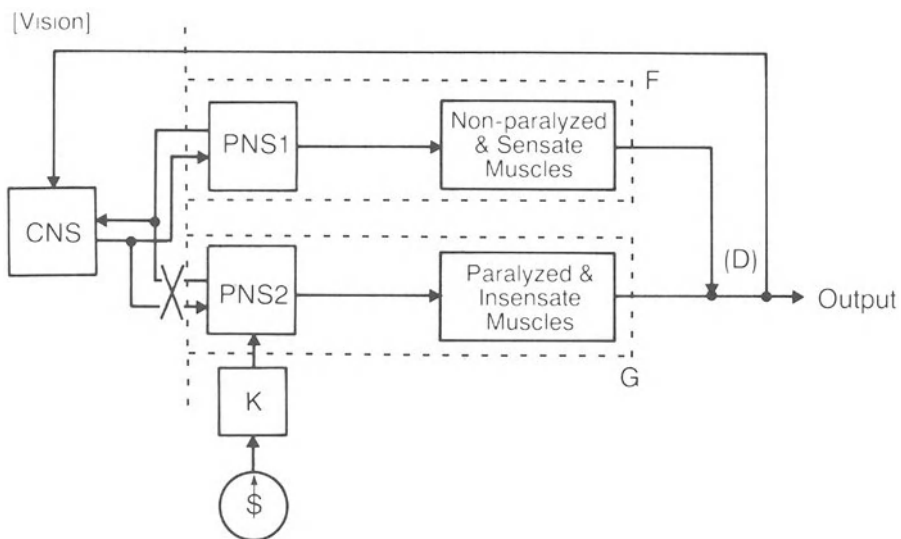 [Vision]
F
PNS1
Non-paralyzed
& Sensate
Muscles
CNS
(D)
PNS2
Paralyzed &
Insensate
Muscles
Output
G
K
$